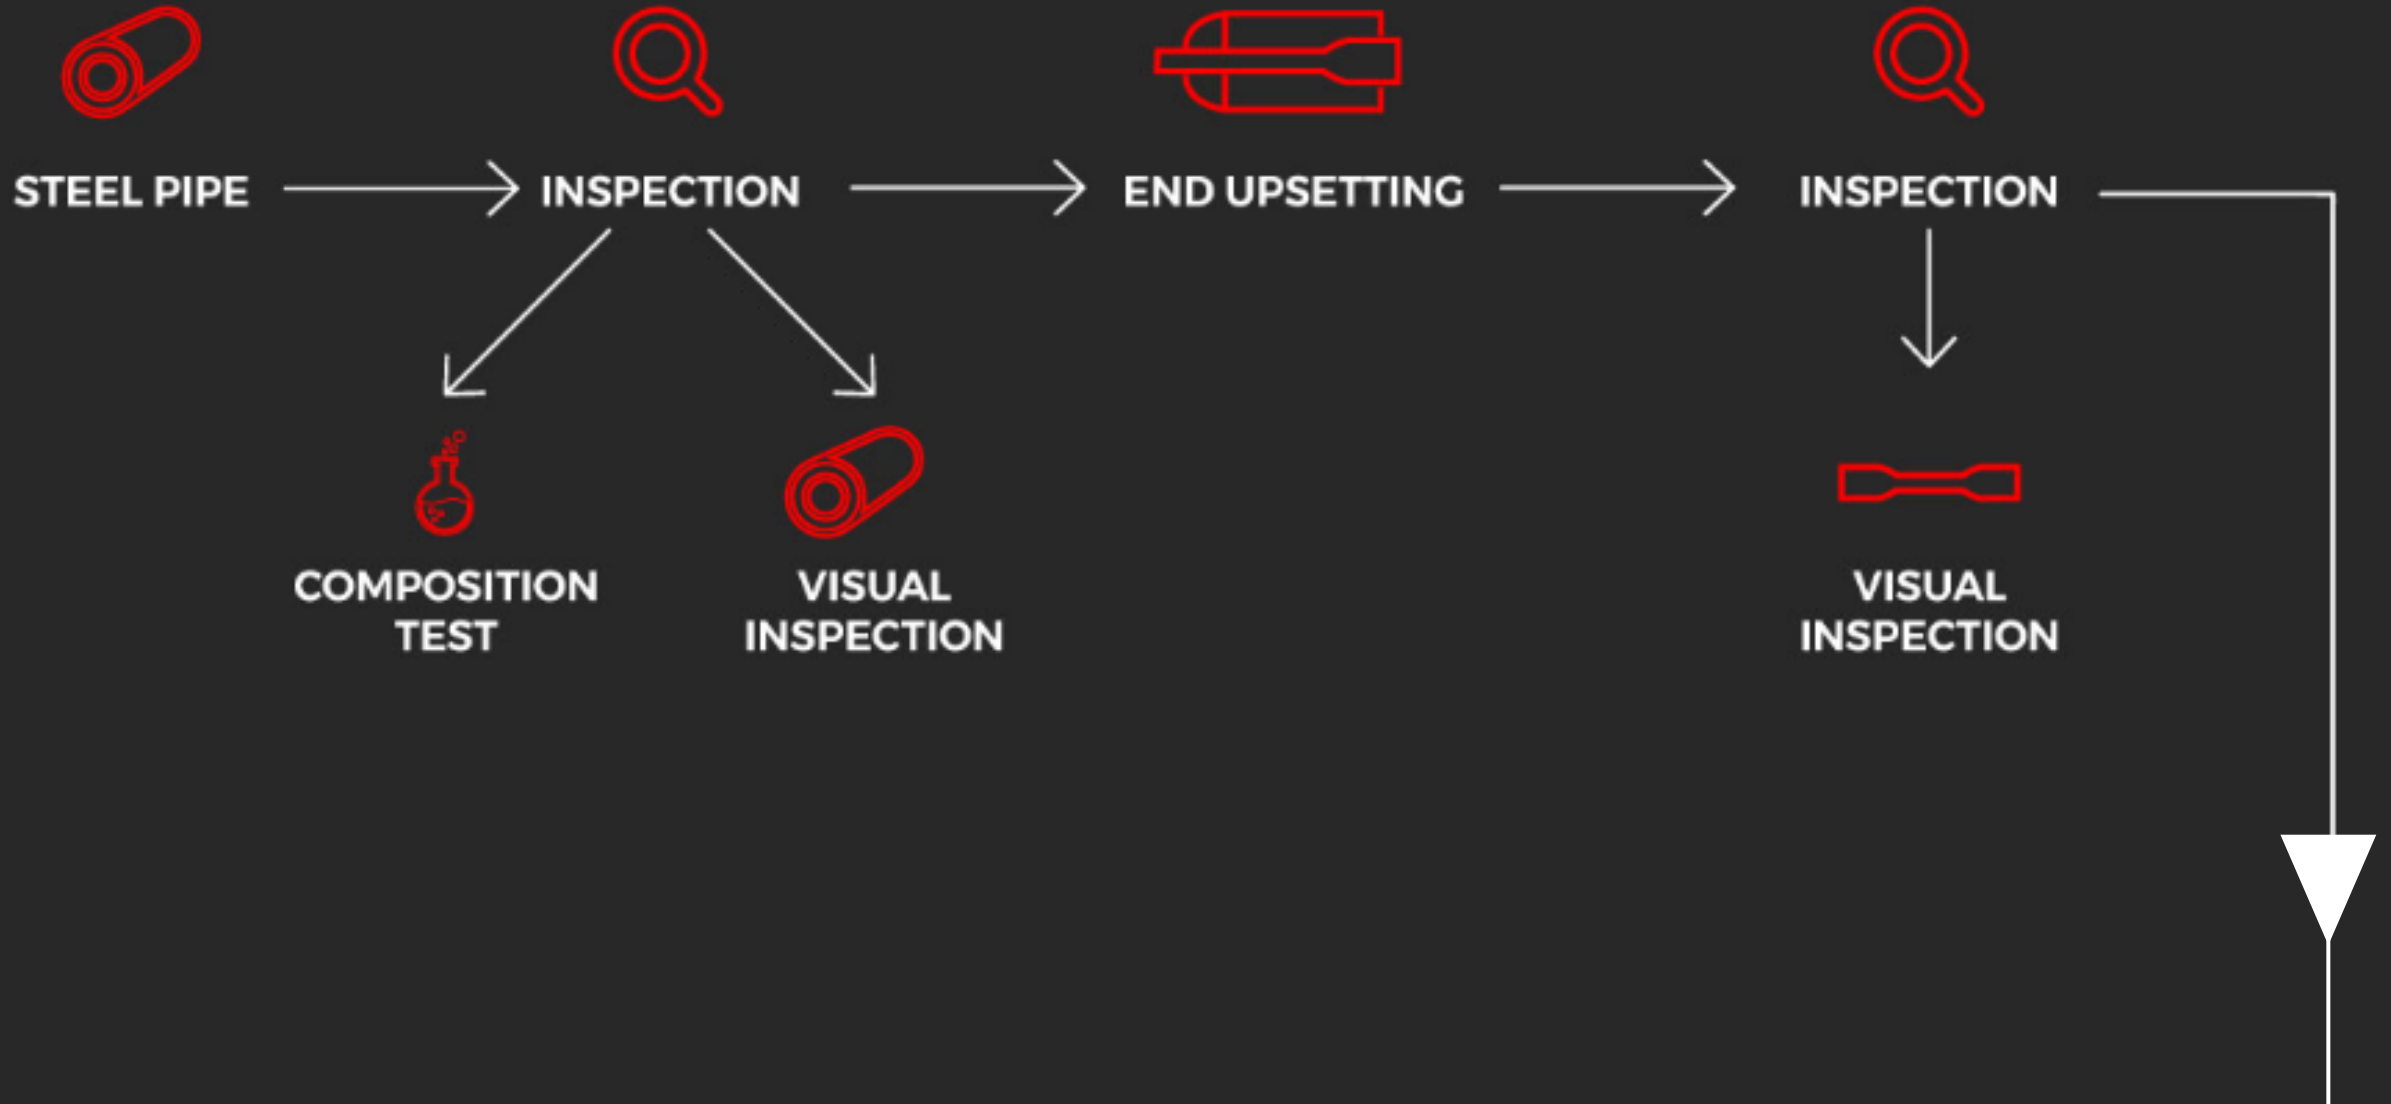 STEEL PIPE
INSPECTION
END UPSETTING
INSPECTION
COMPOSITION
TEST
VISUAL
INSPECTION
VISUAL
INSPECTION